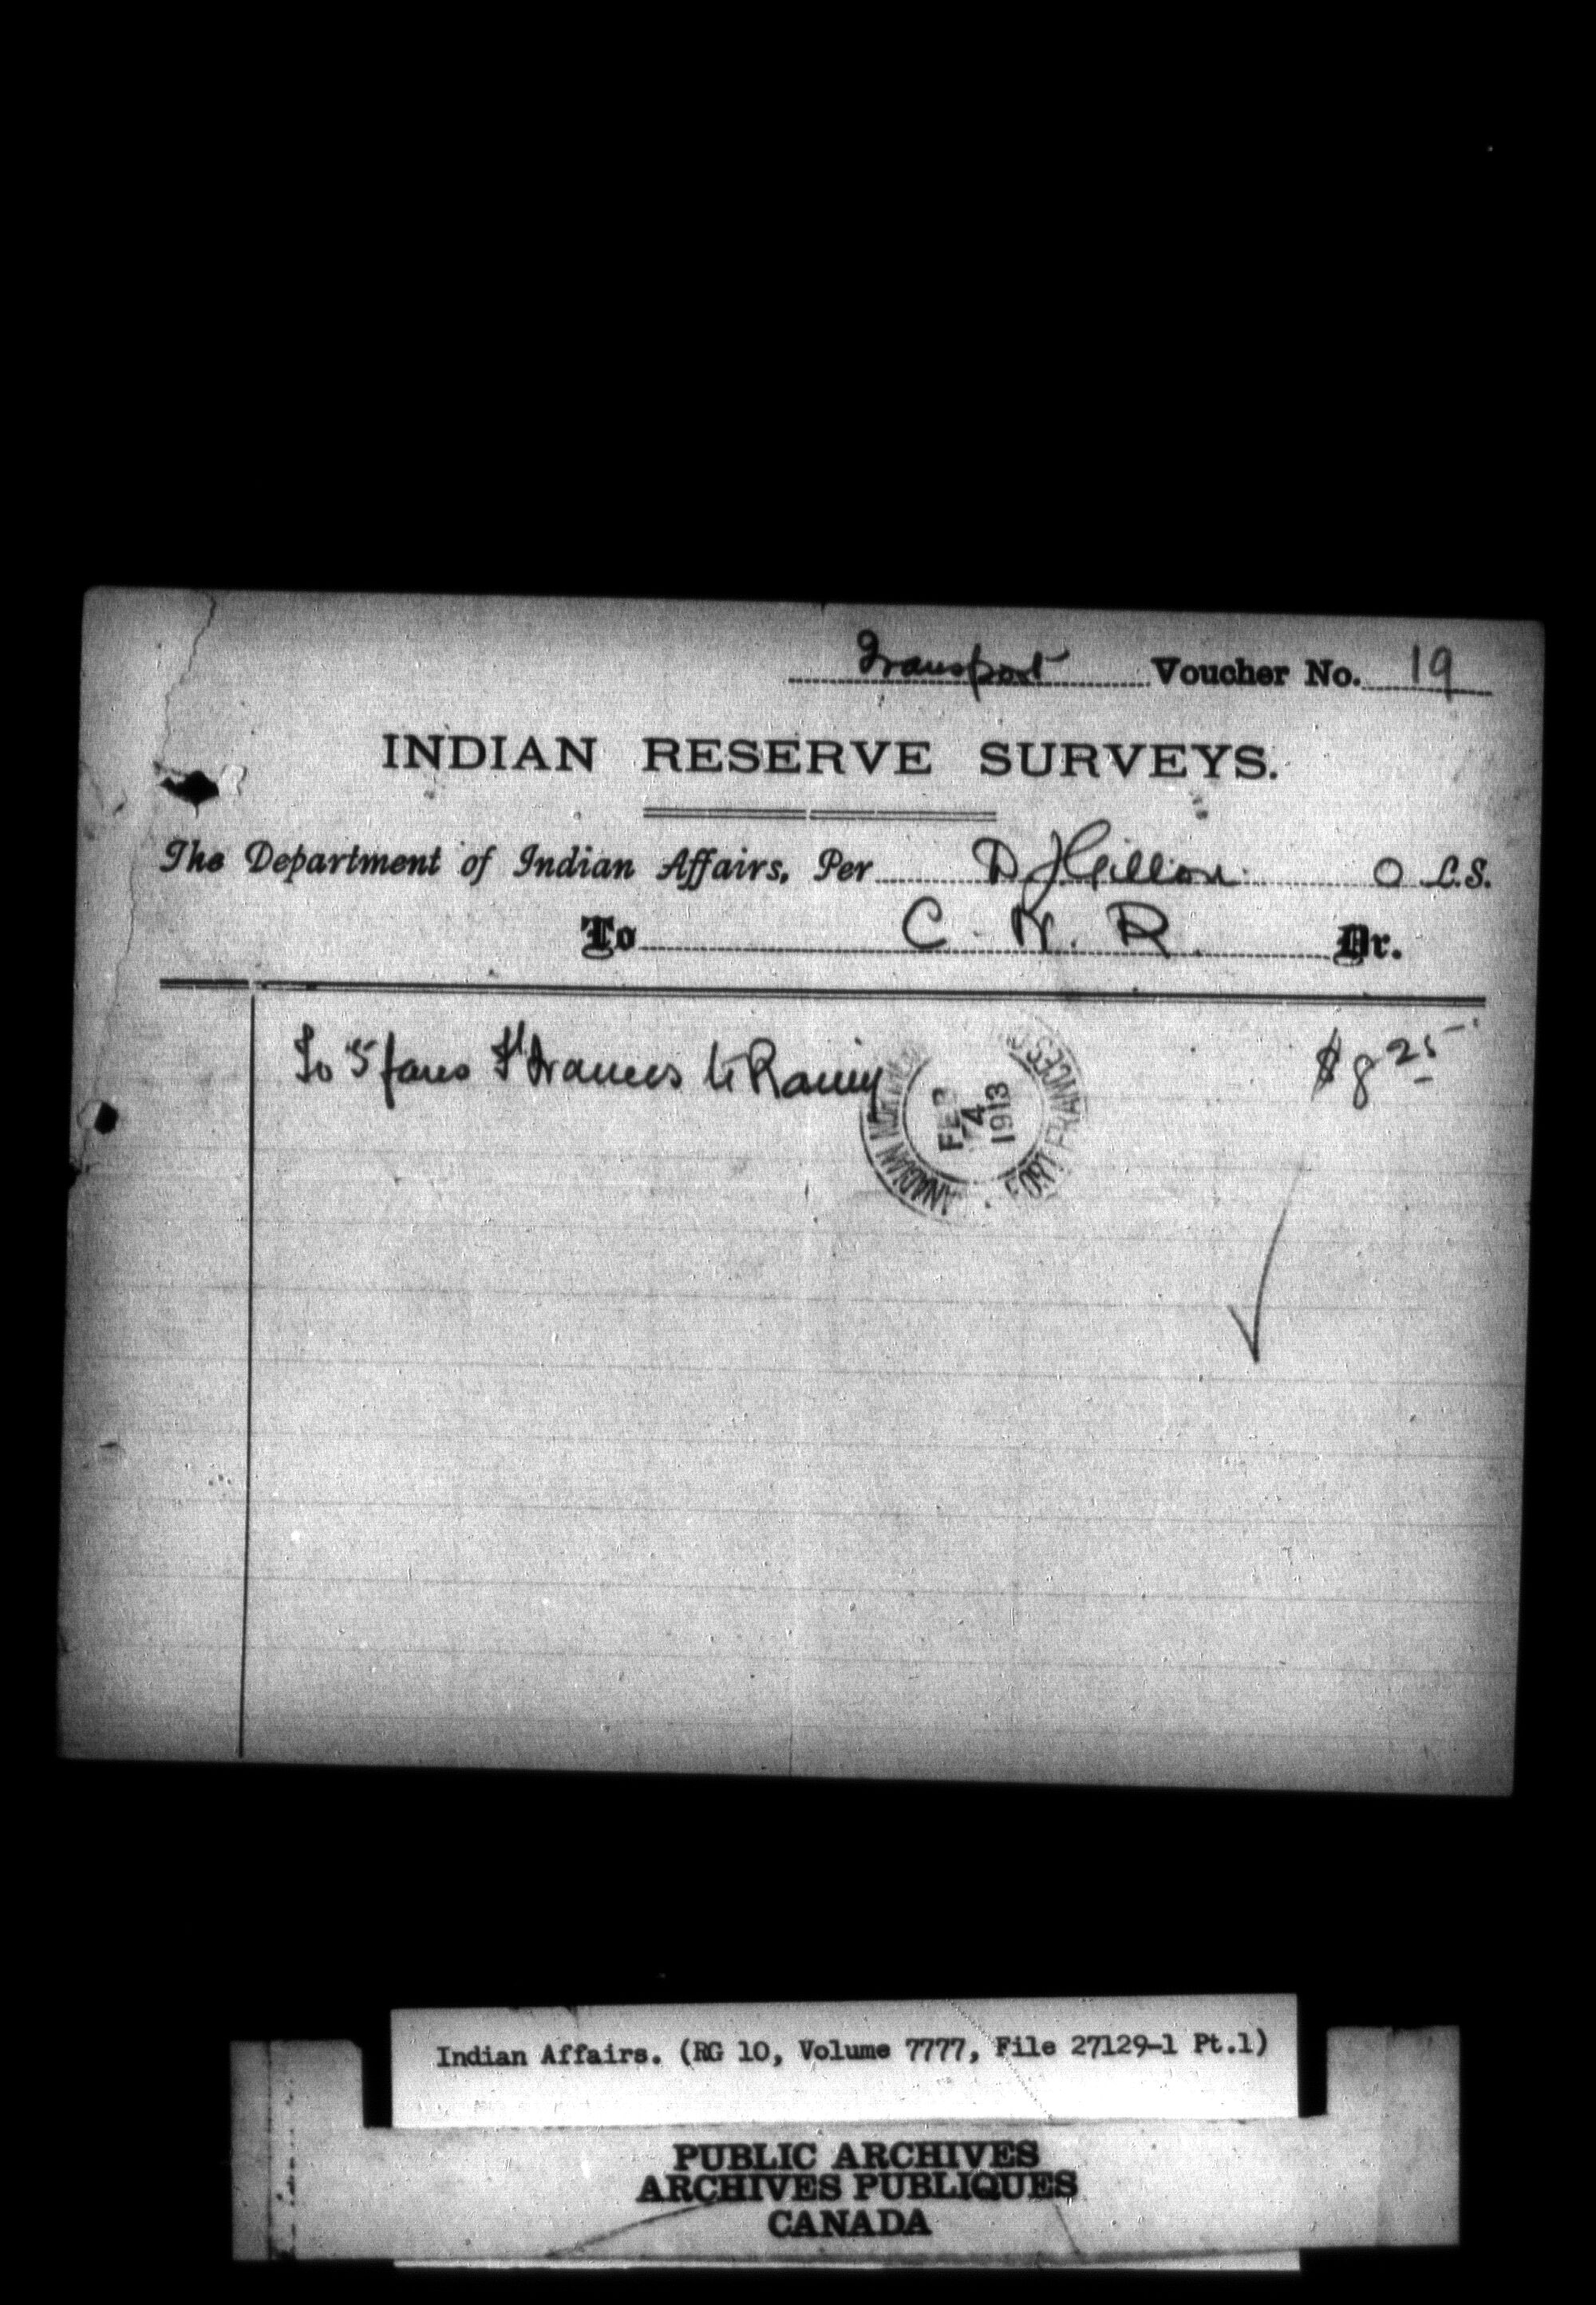 Transport Voucher No. 19
INDIAN RESERVE SURVEYS.
The Department of Indian Affairs, Per D J Gillon O L.S.
To C. N. R. Dr.
To 5 fares Ft Frances to Rainy $8 25
CANADIAN NORTHERN
FEB
1913
FORT FRANCES
Indian Affairs. (RG 10, Volume 7777, File 27129-1 Pt.1)
PUBLIC ARCHIVES
ARCHIVES PUBLIQUES
CANADA